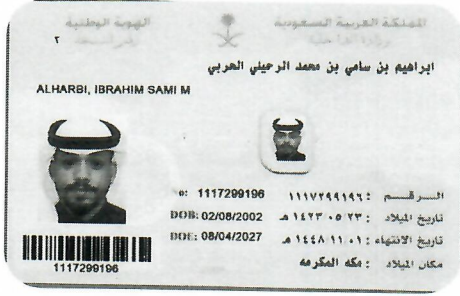 المملكة العربية السعودية
وزارة الداخلية
الهوية الوطنية
٢
ابراهيم بن سامي بن محمد الرحيلي الحربي
ALHARBI, IBRAHIM SAMI M
الرقم : ١١١٧٢٩٩١٩٦
1117299196
تاريخ الميلاد : ١٤٢٣ ٠٥ ٢٣ هـ
DOB: 02/08/2002
تاريخ الانتهاء : ١٤٤٨ ١١ ٠١ هـ
DOE: 08/04/2027
مكان الميلاد : مكه المكرمه
1117299196